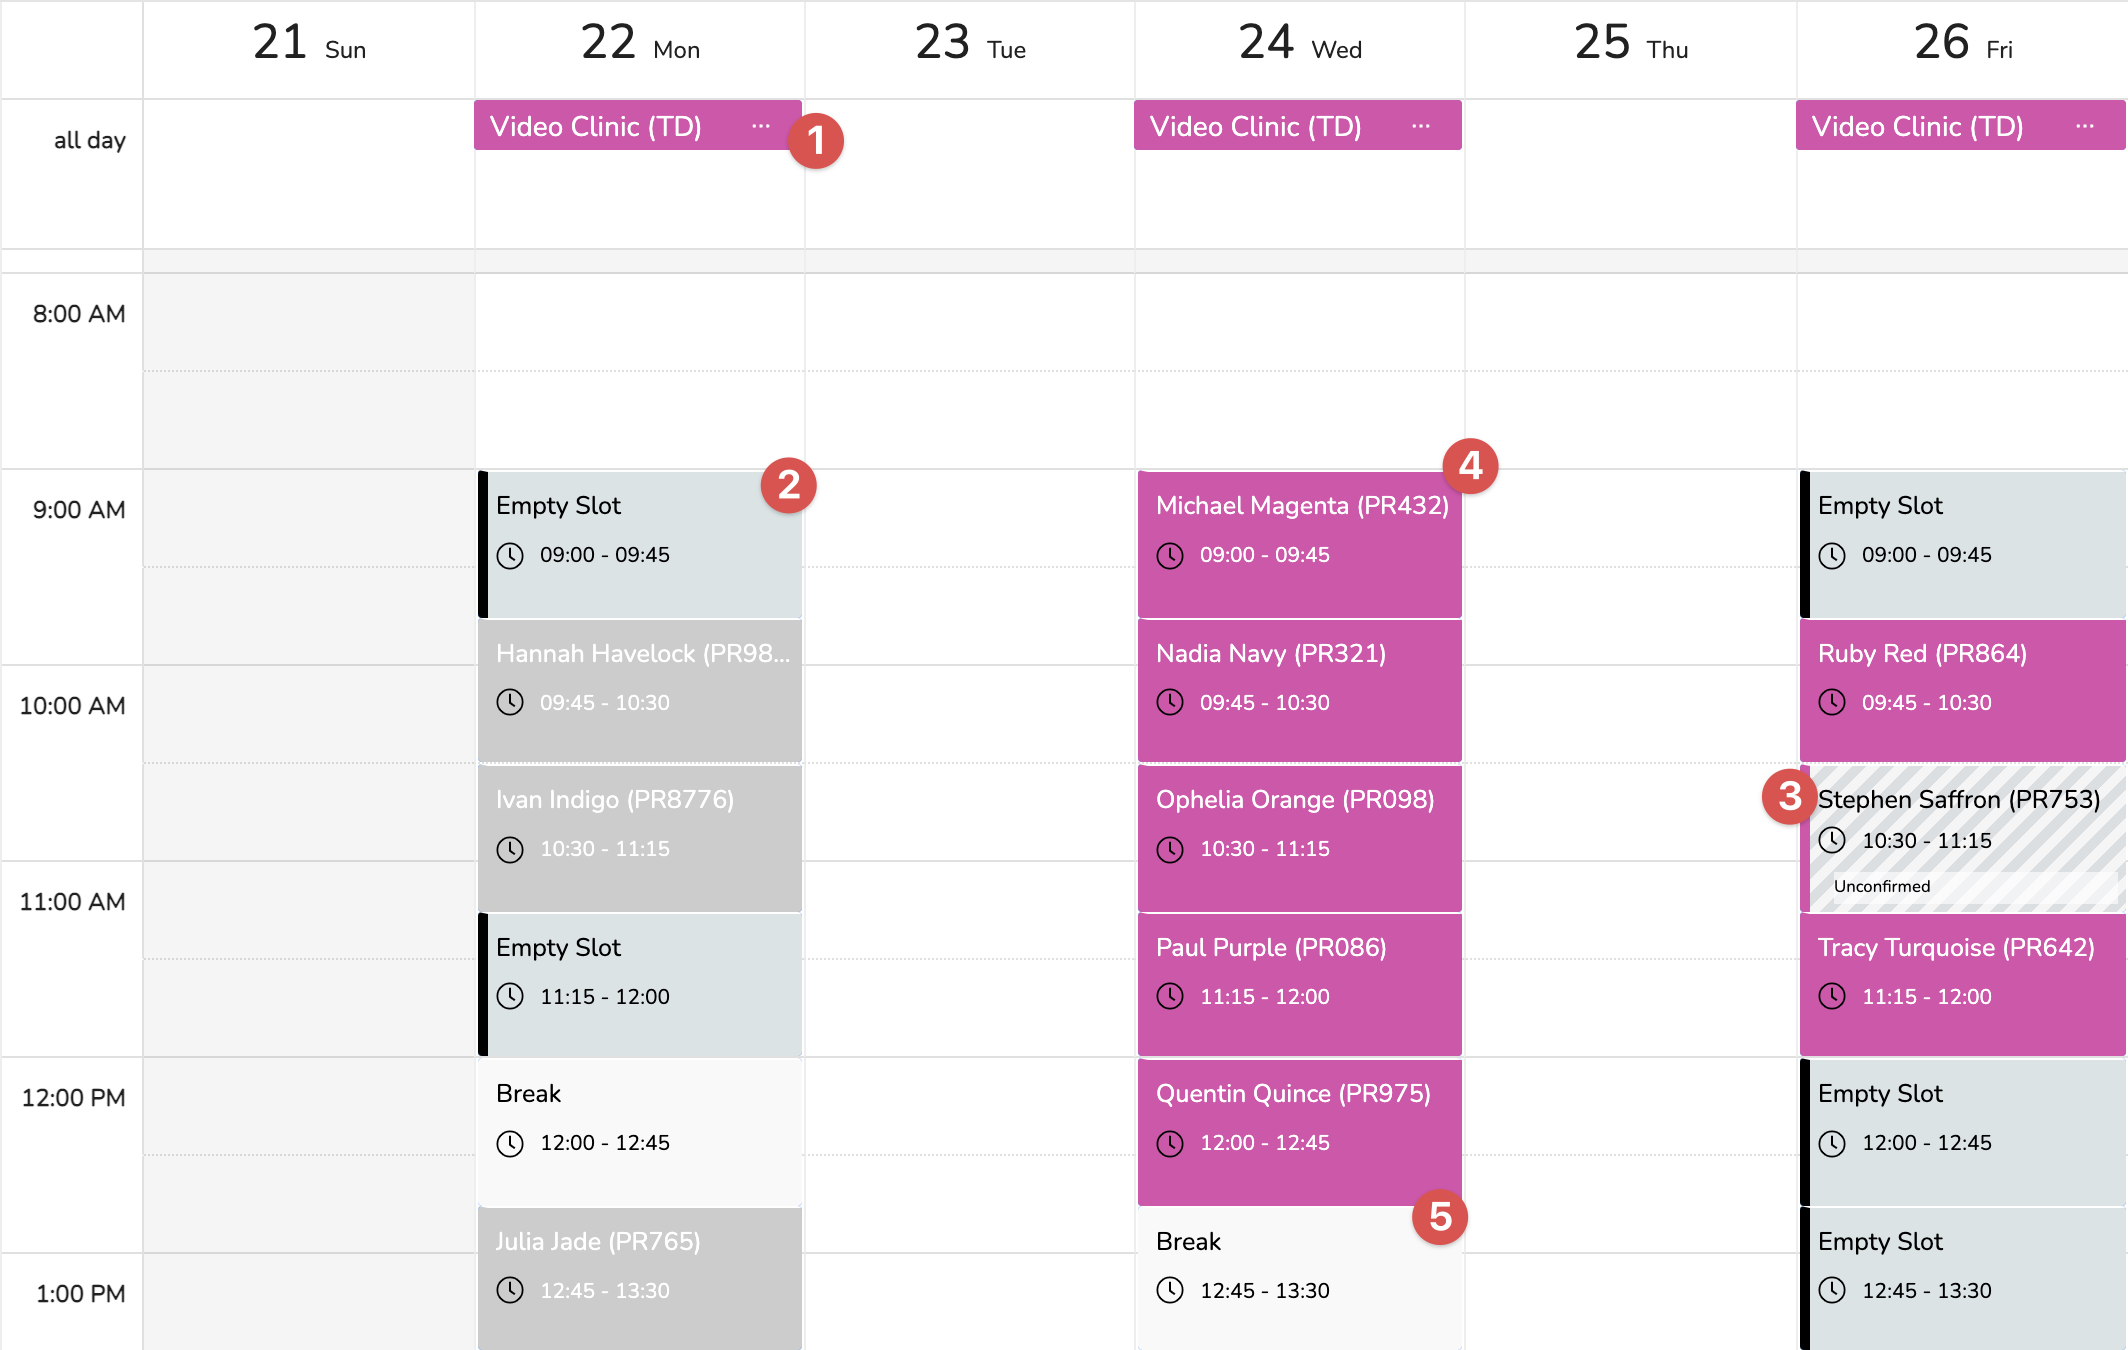 21 Sun
22 Mon
23 Tue
24 Wed
25 Thu
26 Fri
all day
Video Clinic (TD) ...
1
Video Clinic (TD) ...
Video Clinic (TD) ...
8:00 AM
9:00 AM
10:00 AM
11:00 AM
12:00 PM
1:00 PM
2
Empty Slot
09:00 - 09:45
Hannah Havelock (PR98...
09:45 - 10:30
Ivan Indigo (PR8776)
10:30 - 11:15
Empty Slot
11:15 - 12:00
Break
12:00 - 12:45
Julia Jade (PR765)
12:45 - 13:30
4
Michael Magenta (PR432)
09:00 - 09:45
Nadia Navy (PR321)
09:45 - 10:30
Ophelia Orange (PR098)
10:30 - 11:15
Paul Purple (PR086)
11:15 - 12:00
Quentin Quince (PR975)
12:00 - 12:45
5
Break
12:45 - 13:30
Empty Slot
09:00 - 09:45
Ruby Red (PR864)
09:45 - 10:30
3
Stephen Saffron (PR753)
10:30 - 11:15
Unconfirmed
Tracy Turquoise (PR642)
11:15 - 12:00
Empty Slot
12:00 - 12:45
Empty Slot
12:45 - 13:30